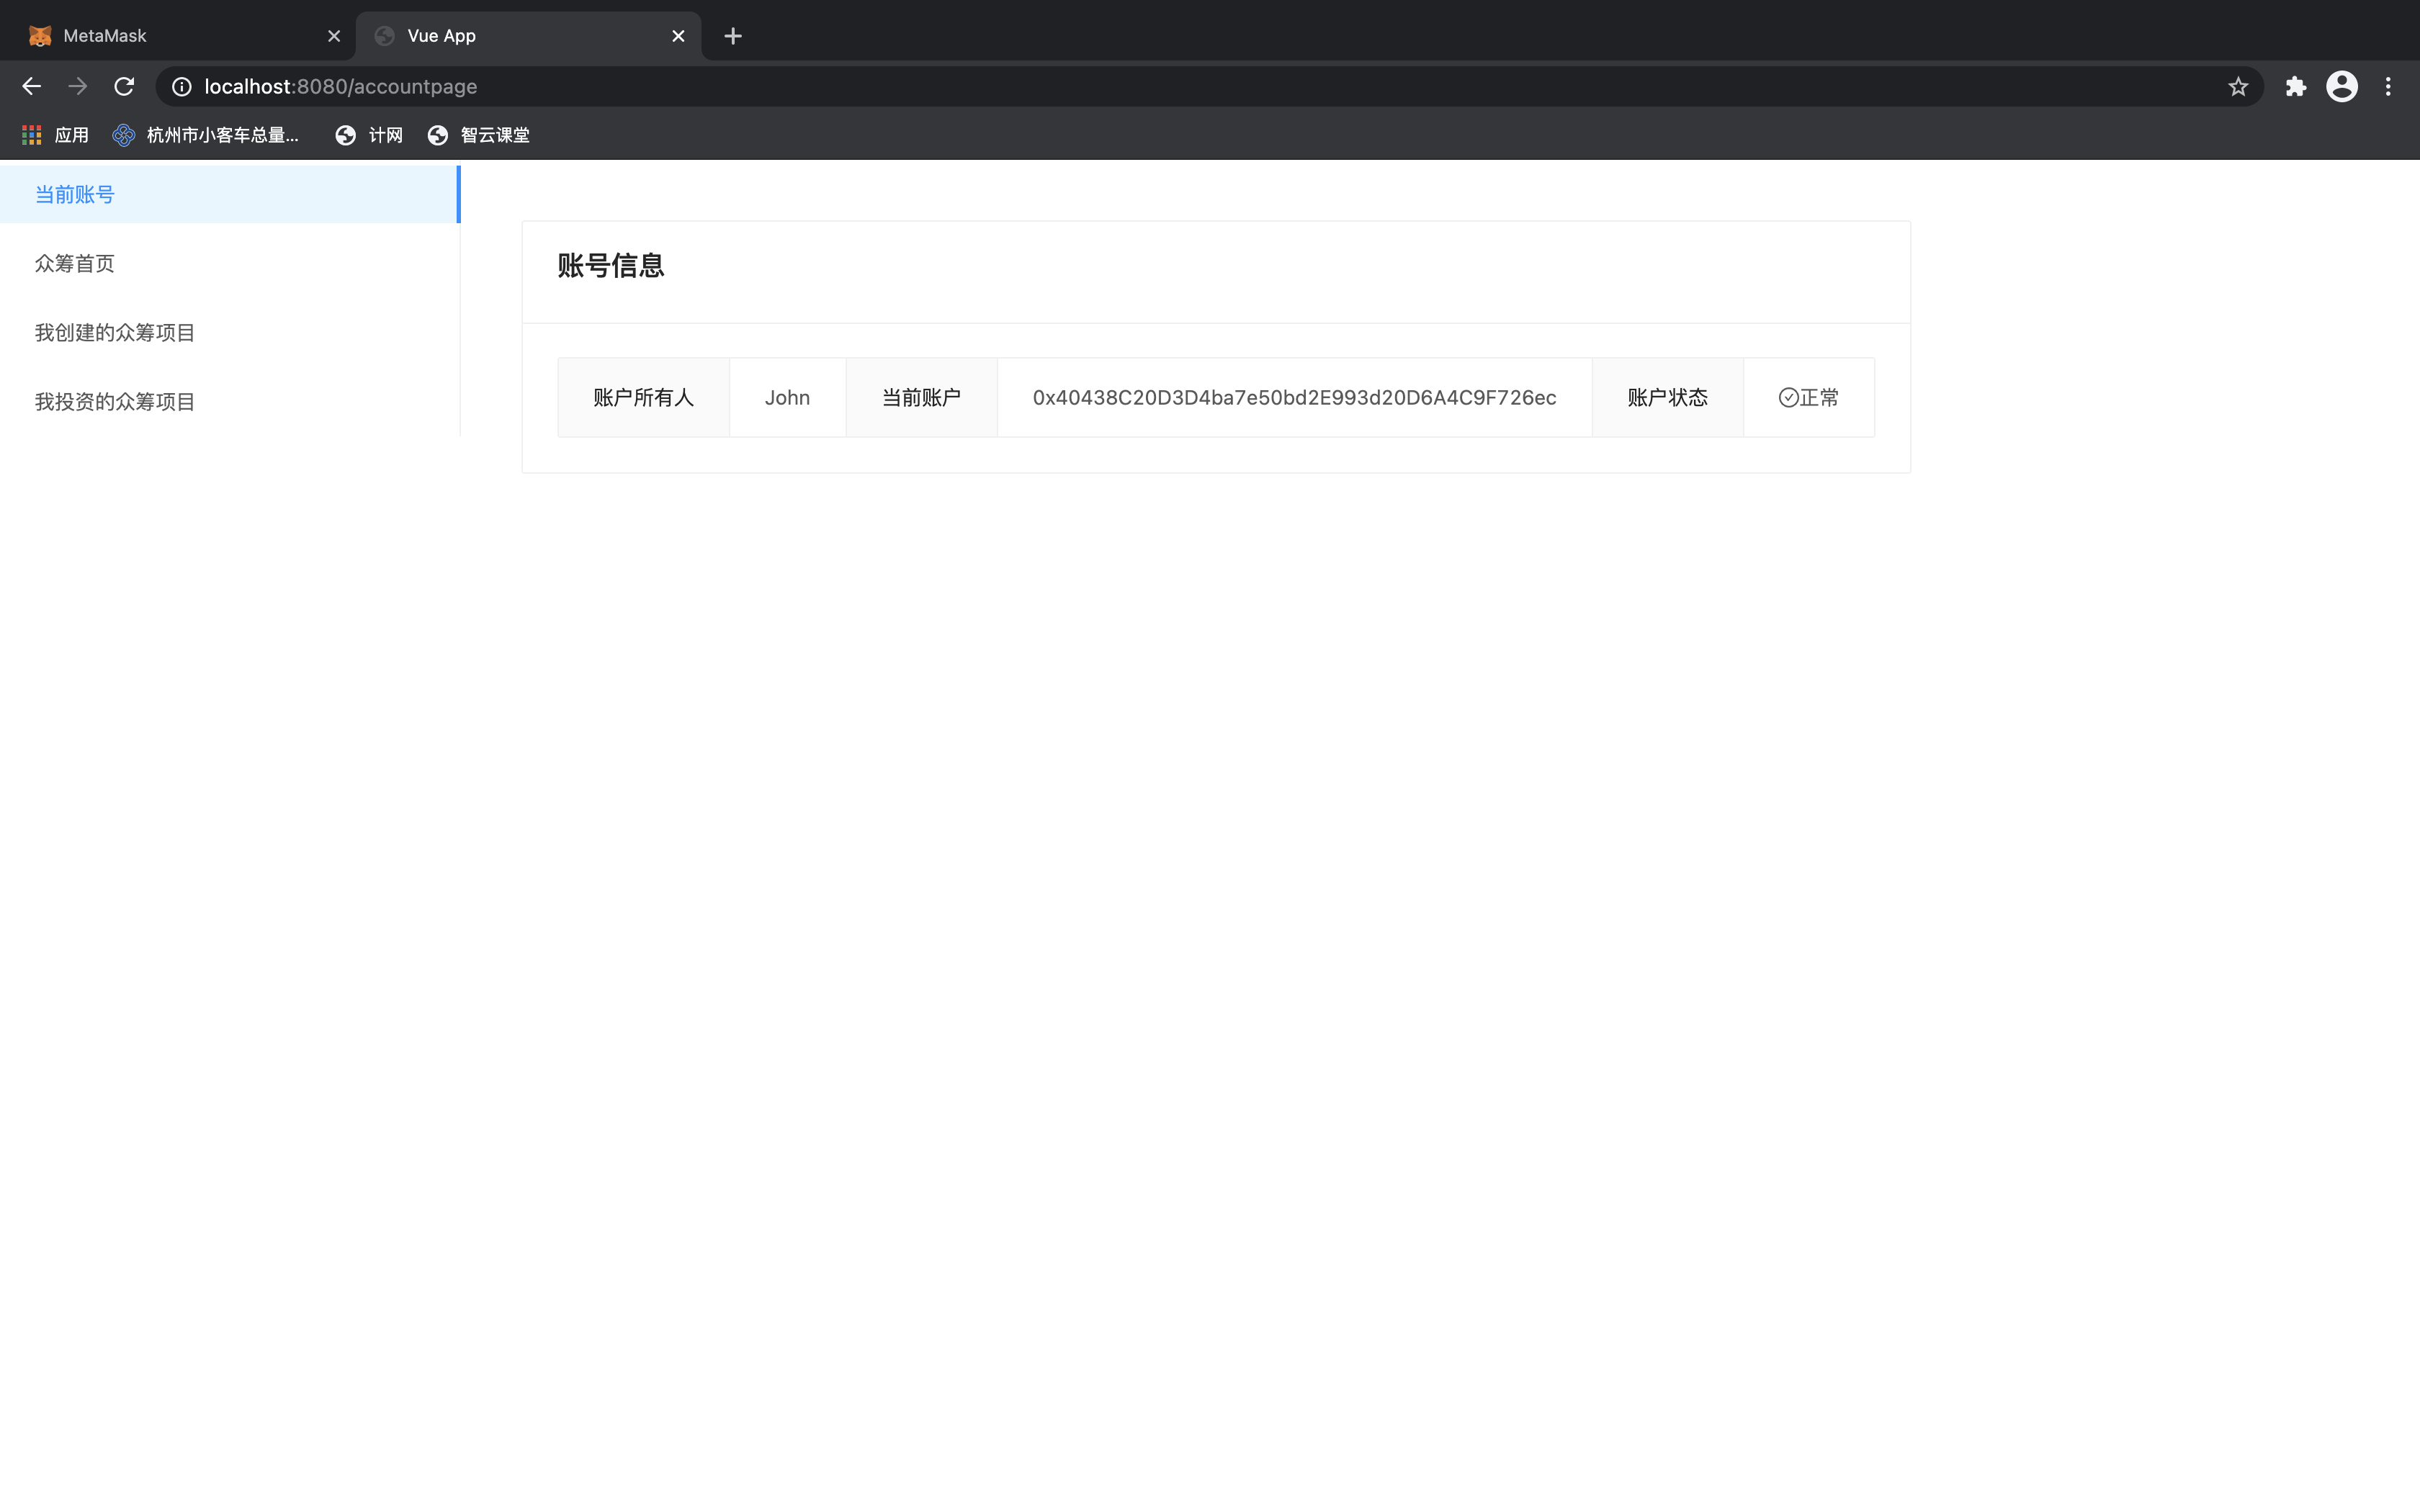 MetaMask
Vue App
localhost:8080/accountpage
应用
杭州市小客车总量...
计网
智云课堂
当前账号
众筹首页
我创建的众筹项目
我投资的众筹项目
账号信息
账户所有人 John 当前账户 0x40438C20D3D4ba7e50bd2E993d20D6A4C9F726ec 账户状态 正常